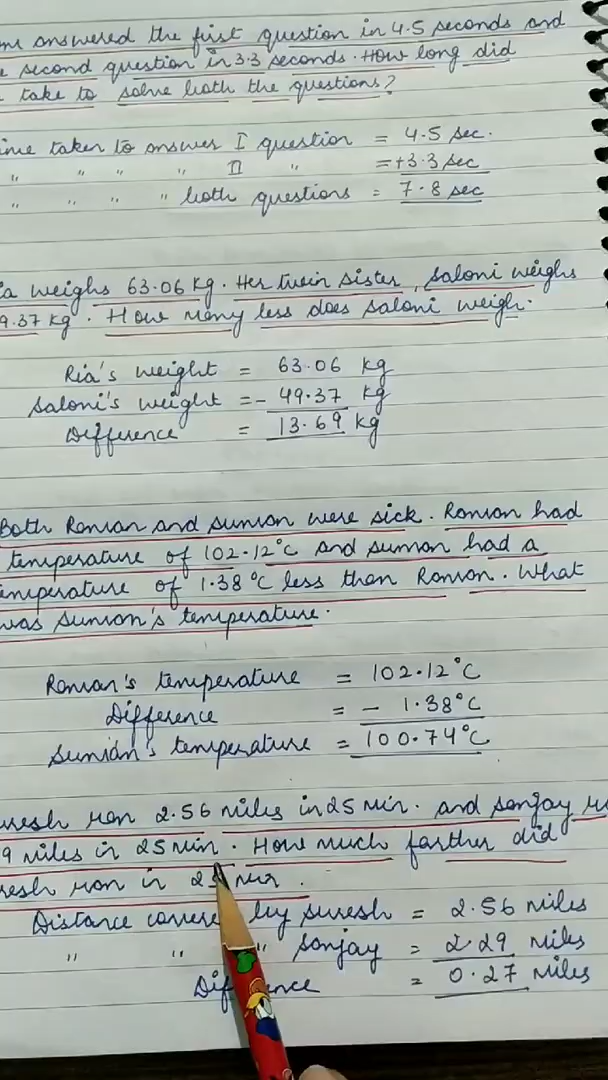 answered the first question in 4.5 seconds and
second question in 3.3 seconds. How long did
take to solve both the questions?
taken to answer I question = 4.5 sec.
" " " " II " = +3.3 sec
" " " " both questions = 7.8 sec
weighs 63.06 kg. Her twin sister, Saloni weighs
9.37 kg. How many less does Saloni weigh.
Ria's weight = 63.06 kg
Saloni's weight = - 49.37 kg
Difference = 13.69 kg
Both Roman and suman were sick. Roman had
temperature of 102.12°C and suman had a
temperature of 1.38°C less than Roman. What
was Suman's temperature.
Roman's temperature = 102.12°C
Difference = - 1.38°C
Suman's temperature = 100.74°C
ran 2.56 miles in 25 min. and sanjay
9 miles in 25 min. How much farther did
ran in
Distance by suresh = 2.56 miles
" " " sanjay = 2.29 miles
= 0.27 miles